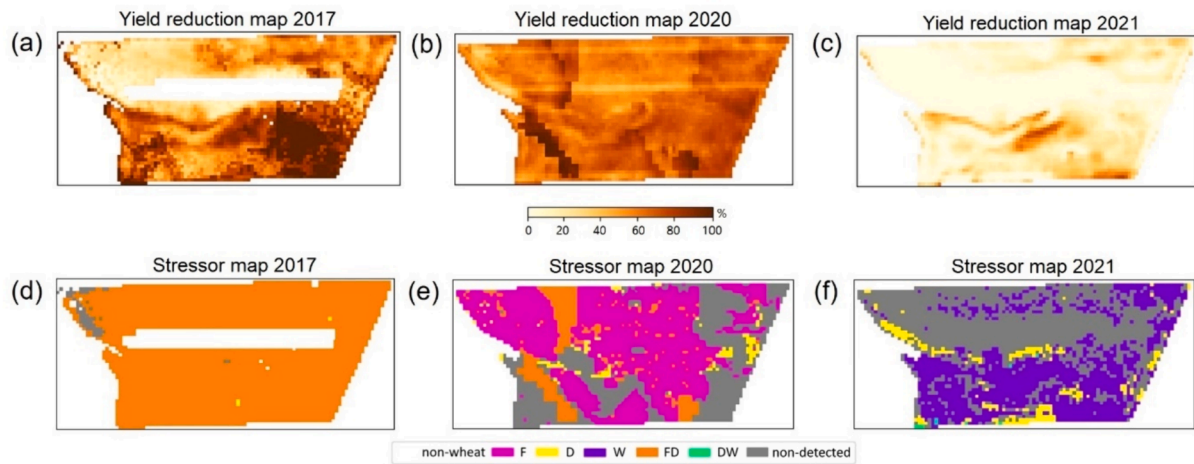 Yield reduction map 2017
Yield reduction map 2020
Yield reduction map 2021
(a)
(b)
(c)
%
0 20 40 60 80 100
Stressor map 2017
Stressor map 2020
Stressor map 2021
(d)
(e)
(f)
non-wheat F D W FD DW non-detected